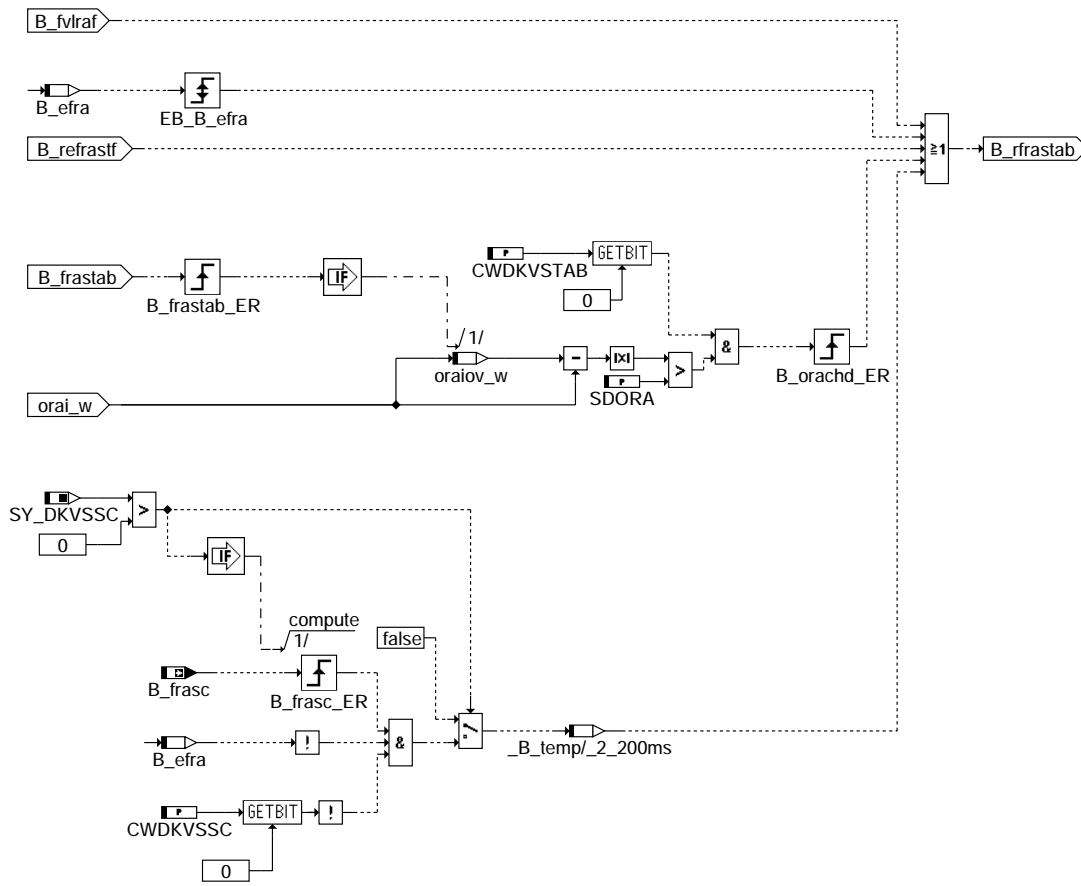 B_fvlraf
B_efra
EB_B_efra
B_refrastf
≧1
B_rfrastab
B_frastab
B_frastab_ER
IF
CWDKVSTAB
P
GETBIT
0
/1/
oraiov_w
-
|x|
>
P
SDORA
&
B_orachd_ER
orai_w
SY_DKVSSC
>
0
IF
compute
1/
false
B_frasc
B_frasc_ER
B_efra
!
&
_B_temp/_2_200ms
P
CWDKVSSC
GETBIT
!
0